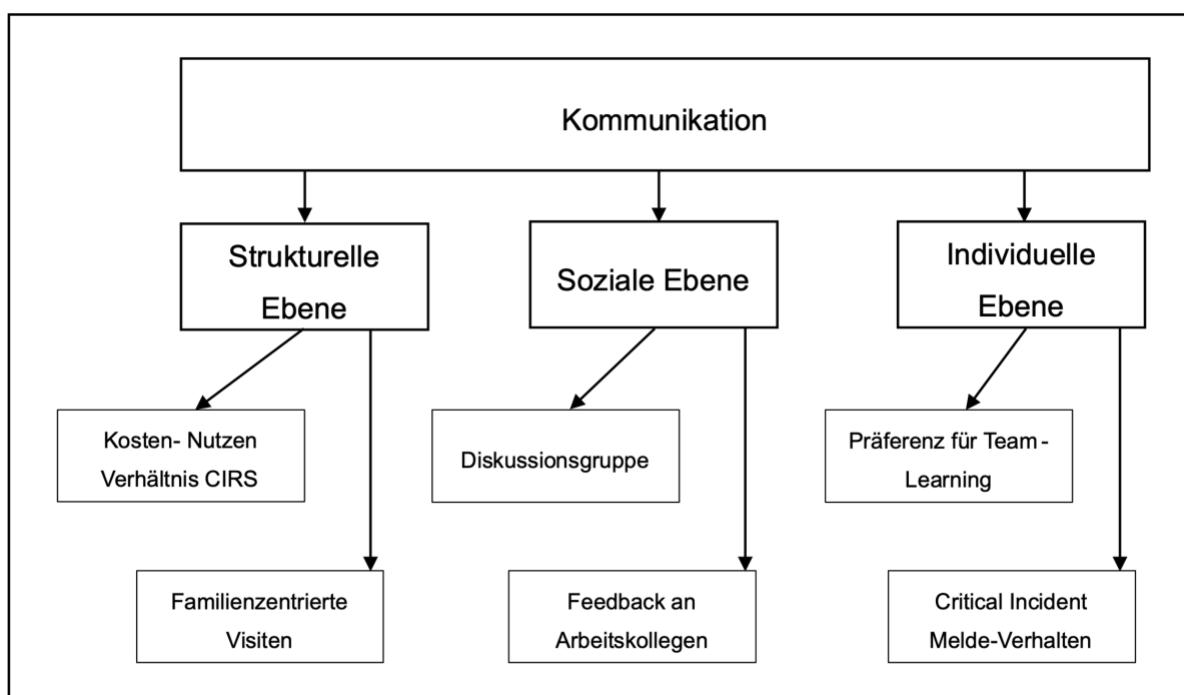 Kommunikation
Strukturelle
Ebene
Soziale Ebene
Individuelle
Ebene
Kosten- Nutzen
Verhältnis CIRS
Diskussionsgruppe
Präferenz für Team -
Learning
Familienzentrierte
Visiten
Feedback an
Arbeitskollegen
Critical Incident
Melde-Verhalten